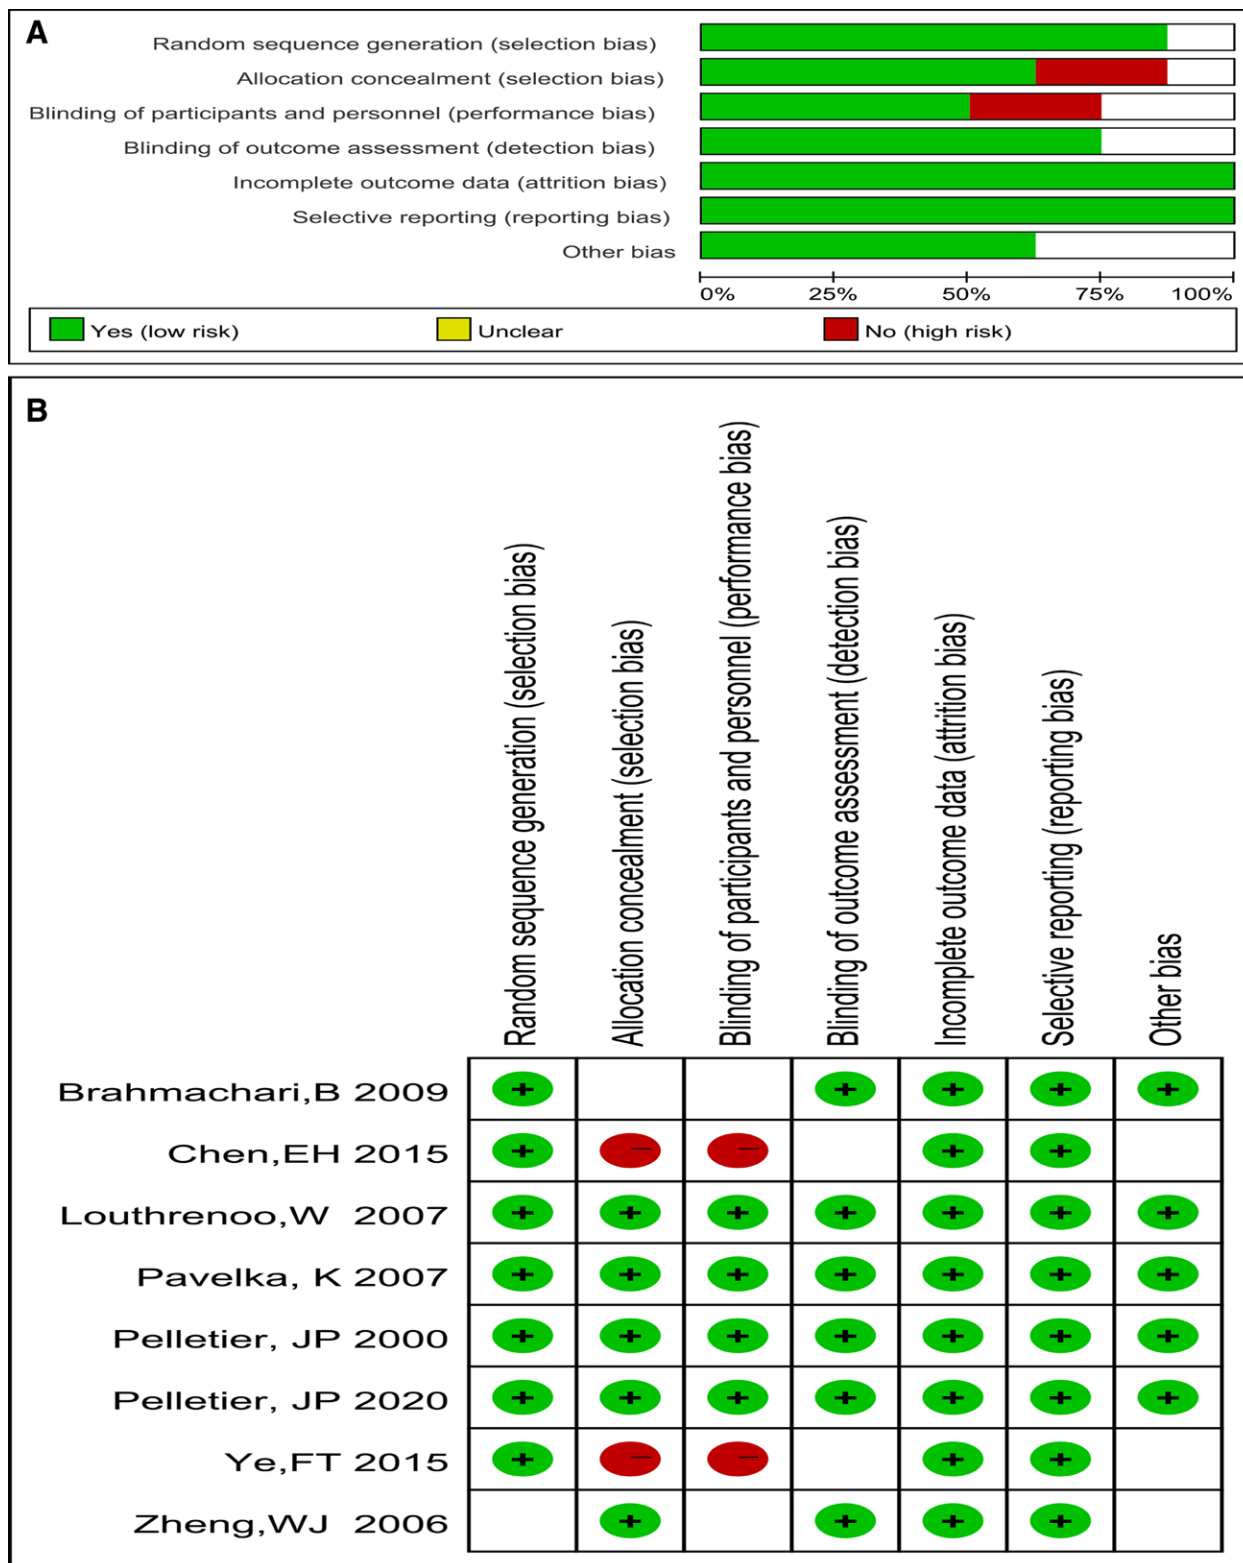 A
Random sequence generation (selection bias)
Allocation concealment (selection bias)
Blinding of participants and personnel (performance bias)
Blinding of outcome assessment (detection bias)
Incomplete outcome data (attrition bias)
Selective reporting (reporting bias)
Other bias
0% 25% 50% 75% 100%
Yes (low risk) Unclear No (high risk)
B
Random sequence generation (selection bias)
Allocation concealment (selection bias)
Blinding of participants and personnel (performance bias)
Blinding of outcome assessment (detection bias)
Incomplete outcome data (attrition bias)
Selective reporting (reporting bias)
Other bias
Brahmachari,B 2009 + + + + +
Chen,EH 2015 + - - + +
Louthrenoo,W 2007 + + + + + + +
Pavelka, K 2007 + + + + + + +
Pelletier, JP 2000 + + + + + + +
Pelletier, JP 2020 + + + + + + +
Ye,FT 2015 + - - + +
Zheng,WJ 2006 + + + +